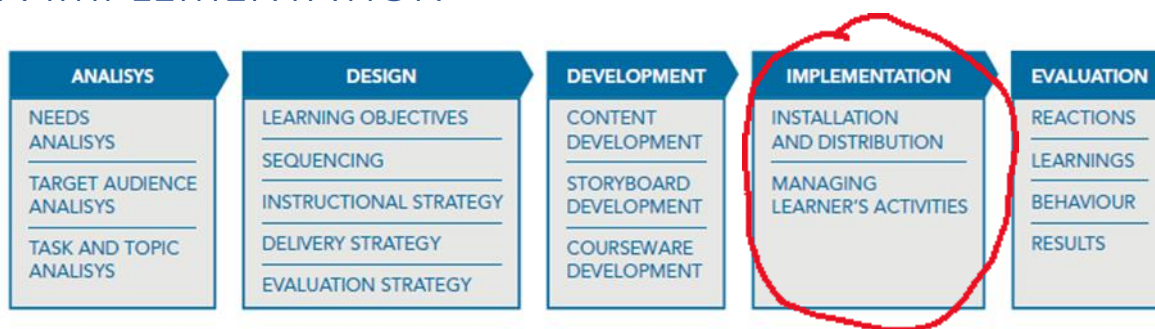 ANALISYS
NEEDS
ANALISYS
TARGET AUDIENCE
ANALISYS
TASK AND TOPIC
ANALISYS
DESIGN
LEARNING OBJECTIVES
SEQUENCING
INSTRUCTIONAL STRATEGY
DELIVERY STRATEGY
EVALUATION STRATEGY
DEVELOPMENT
CONTENT
DEVELOPMENT
STORYBOARD
DEVELOPMENT
COURSEWARE
DEVELOPMENT
IMPLEMENTATION
INSTALLATION
AND DISTRIBUTION
MANAGING
LEARNER'S ACTIVITIES
EVALUATION
REACTIONS
LEARNINGS
BEHAVIOUR
RESULTS